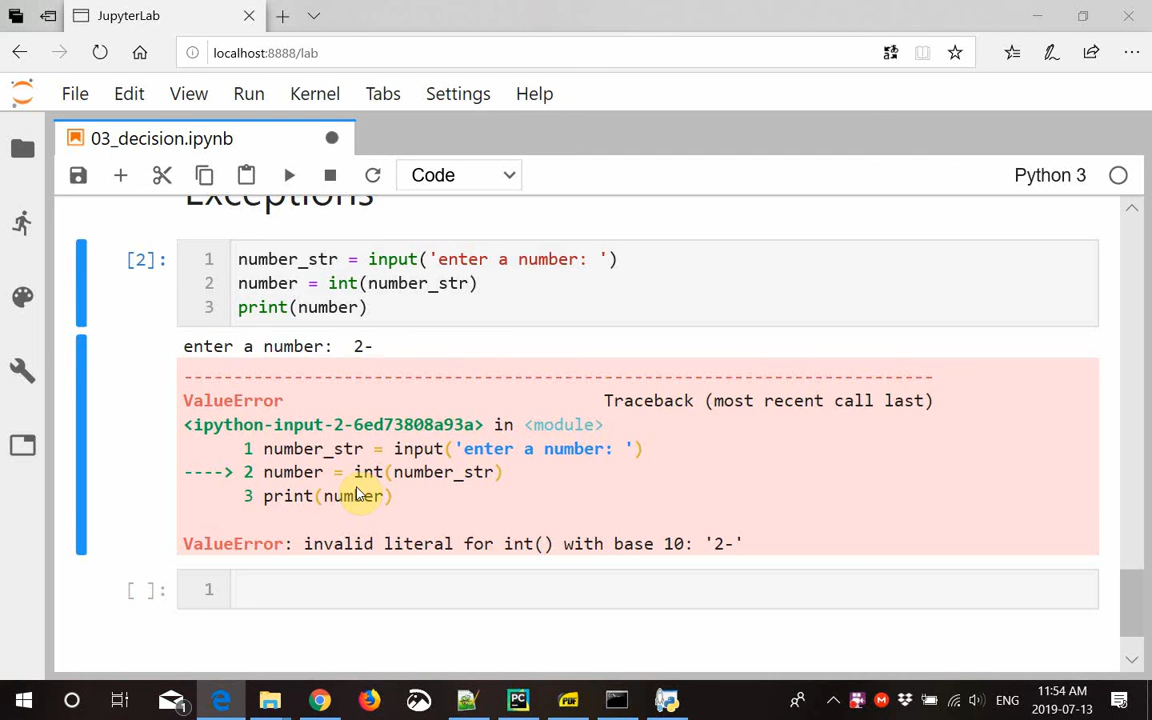 JupyterLab
localhost:8888/lab
File Edit View Run Kernel Tabs Settings Help
03_decision.ipynb
Code Python 3
Exceptions
[2]: 1 number_str = input('enter a number: ')
2 number = int(number_str)
3 print(number)
enter a number:  2-
---------------------------------------------------------------------------
ValueError Traceback (most recent call last)
<ipython-input-2-6ed73808a93a> in <module>
1 number_str = input('enter a number: ')
----> 2 number = int(number_str)
3 print(number)
ValueError: invalid literal for int() with base 10: '2-'
[ ]: 1
1 PC PDF ENG 11:54 AM
2019-07-13